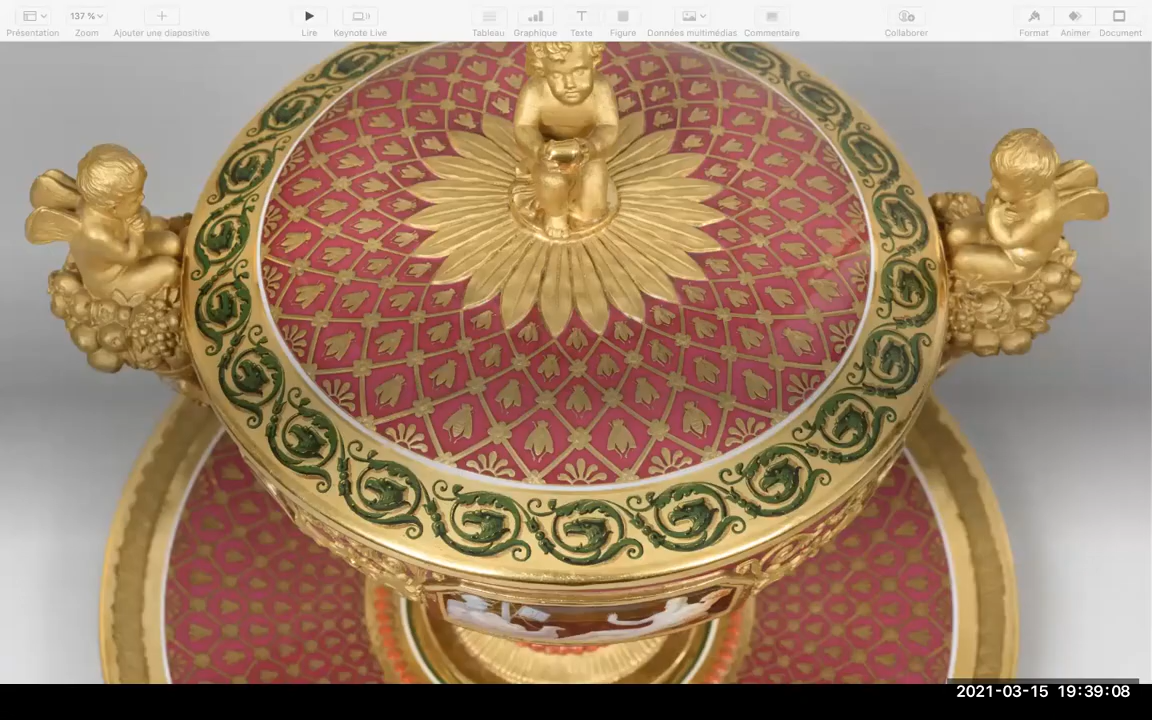 137 %
Présentation Zoom Ajouter une diapositive Lire Keynote Live Tableau Graphique Texte Figure Données multimédias Commentaire Collaborer Format Animer Document
2021-03-15 19:39:08